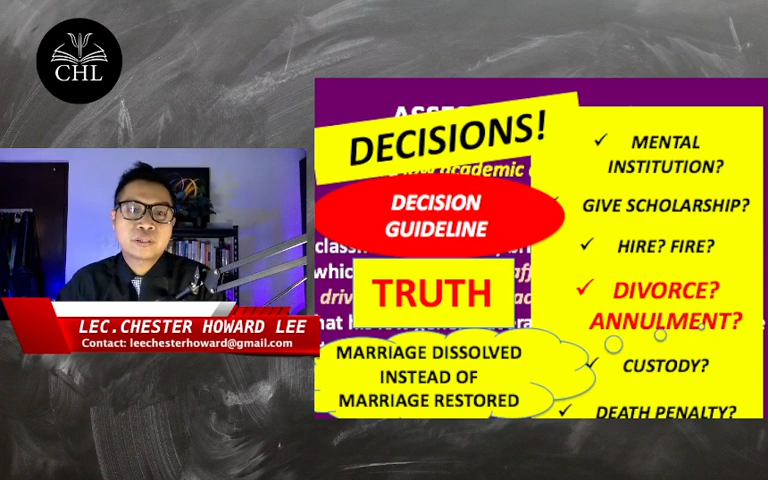 CHL
DECISIONS!
academic
DECISION
GUIDELINE
TRUTH
MARRIAGE DISSOLVED
INSTEAD OF
MARRIAGE RESTORED
MENTAL
INSTITUTION?
GIVE SCHOLARSHIP?
HIRE? FIRE?
DIVORCE?
ANNULMENT?
CUSTODY?
DEATH PENALTY?
LEC.CHESTER HOWARD LEE
Contact: leechesterhoward@gmail.com